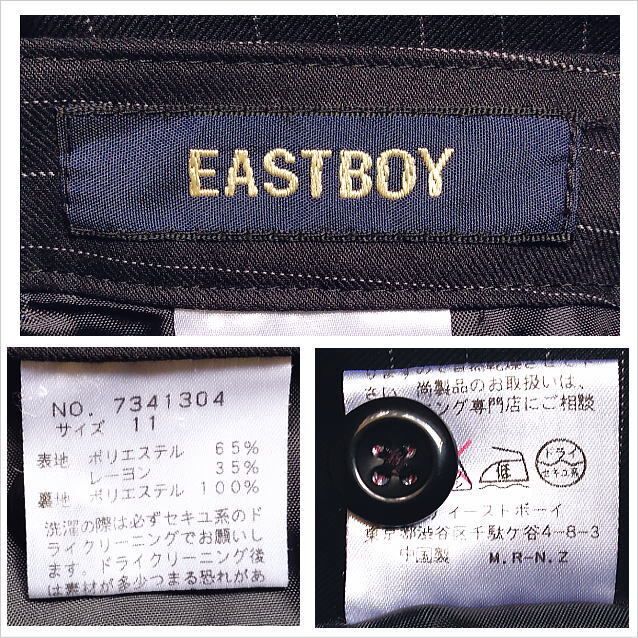 EASTBOY
NO. 7341304
サイズ 11
表地 ポリエステル 65%
レーヨン 35%
裏地 ポリエステル 100%
洗濯の際は必ずセキユ系のド
ライクリーニングでお願いし
ます。ドライクリーニング後
は素材が多少つまる恐れがあ
さい。尚製品のお取扱いは、
ング専門店にご相談
ドライ
セキユ系
イーストボーイ
東京都渋谷区千駄ケ谷4-8-3
中国製 M.R-N.Z